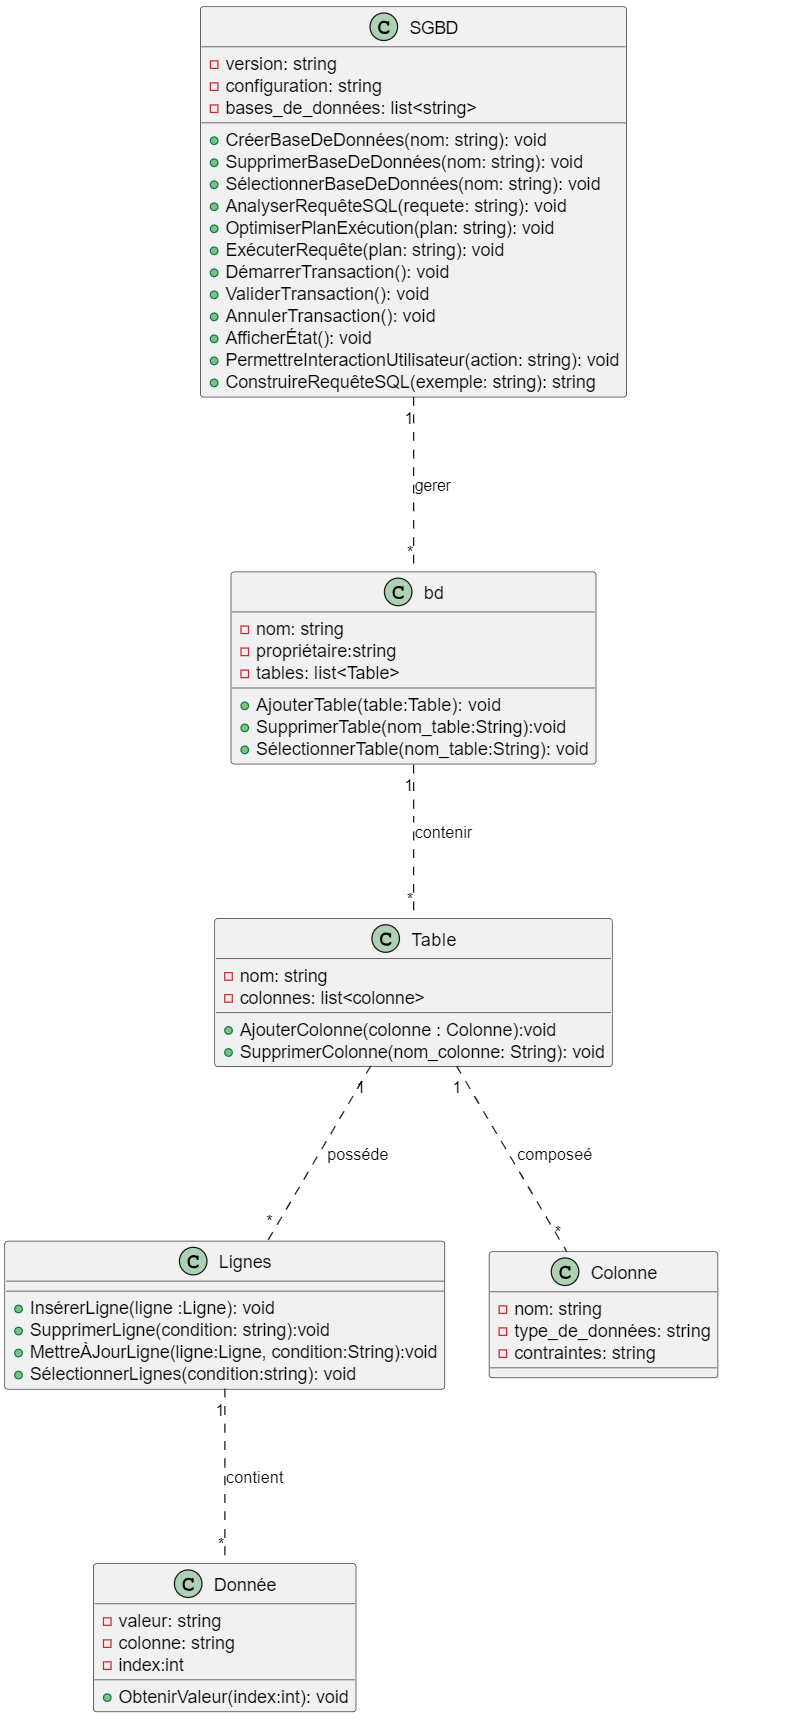 C SGBD
version: string
configuration: string
bases_de_données: list<string>
CréerBaseDeDonnées(nom: string): void
SupprimerBaseDeDonnées(nom: string): void
SélectionnerBaseDeDonnées(nom: string): void
AnalyserRequêteSQL(requete: string): void
OptimiserPlanExécution(plan: string): void
ExécuterRequête(plan: string): void
DémarrerTransaction(): void
ValiderTransaction(): void
AnnulerTransaction(): void
AfficherÉtat(): void
PermettreInteractionUtilisateur(action: string): void
ConstruireRequêteSQL(exemple: string): string
1
gerer
*
C bd
nom: string
propriétaire:string
tables: list<Table>
AjouterTable(table:Table): void
SupprimerTable(nom_table:String):void
SélectionnerTable(nom_table:String): void
1
contenir
*
C Table
nom: string
colonnes: list<colonne>
AjouterColonne(colonne : Colonne):void
SupprimerColonne(nom_colonne: String): void
1 1
posséde composeé
* *
C Lignes
InsérerLigne(ligne :Ligne): void
SupprimerLigne(condition: string):void
MettreÀJourLigne(ligne:Ligne, condition:String):void
SélectionnerLignes(condition:string): void
C Colonne
nom: string
type_de_données: string
contraintes: string
1
contient
*
C Donnée
valeur: string
colonne: string
index:int
ObtenirValeur(index:int): void